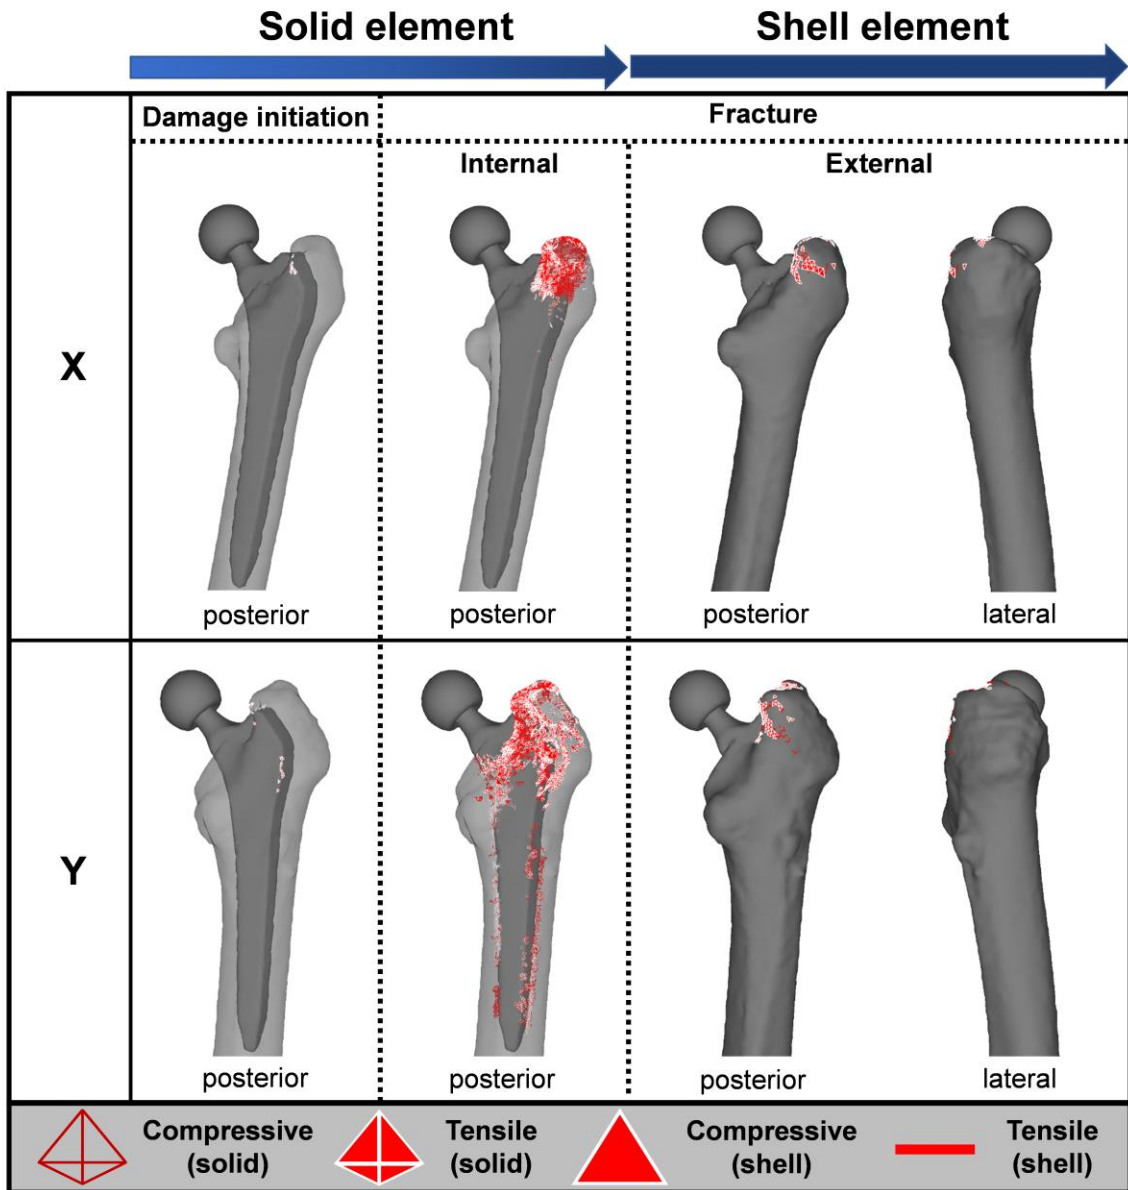 Solid element
Shell element
Damage initiation
Fracture
Internal
External
X
posterior
posterior
posterior
lateral
Y
posterior
posterior
posterior
lateral
Compressive
(solid)
Tensile
(solid)
Compressive
(shell)
Tensile
(shell)